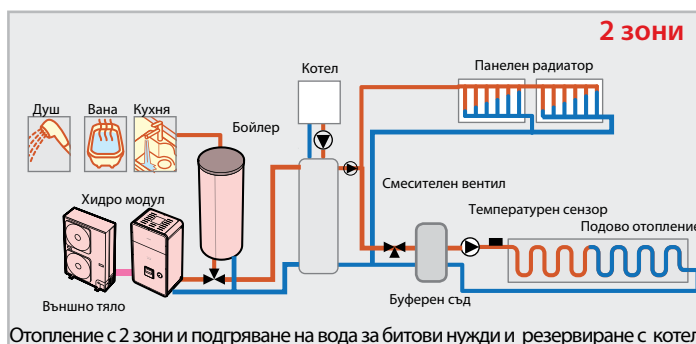 2 зони
Котел
Панелен радиатор
Душ
Вана
Кухня
Бойлер
Смесителен вентил
Хидро модул
Температурен сензор
Подово отопление
Външно тяло
Буферен съд
Отопление с 2 зони и подгряване на вода за битови нужди и резервиране с котел